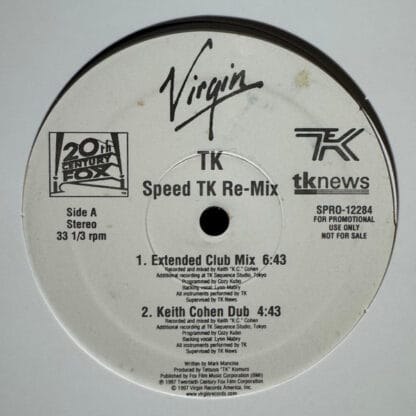 Virgin
20th
CENTURY
FOX
TK
tknews
TK
Speed TK Re-Mix
SPRO-12284
FOR PROMOTIONAL
USE ONLY
NOT FOR SALE
Side A
Stereo
33 1/3 rpm
1. Extended Club Mix 6:43
Recorded and mixed by Keith "K.C." Cohen
Additional recording at TK Sequence Studio, Tokyo
Programmed by Cozy Kubo
Backing vocal: Lynn Mabry
All instruments performed by TK
Supervised by TK News
2. Keith Cohen Dub 4:43
Recorded and mixed by Keith "K.C." Cohen
Additional recording at TK Sequence Studio, Tokyo
Programmed by Cozy Kubo
Backing vocal: Lynn Mabry
All instruments performed by TK
Supervised by TK News
Written by Mark Mancina
Produced by Tetsuya "TK" Komuro
Published by Fox Film Music Corporation (BMI)
℗ 1997 Twentieth Century Fox Film Corporation.
© 1997 Virgin Records America, Inc.
virginrecords.com